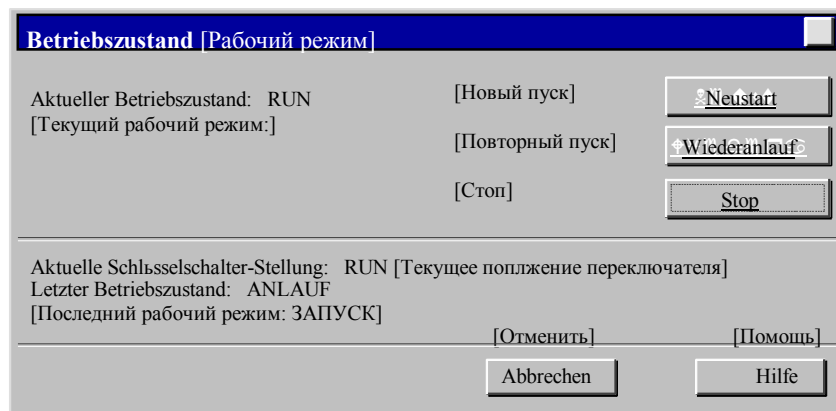 Betriebszustand [Рабочий режим]
Aktueller Betriebszustand: RUN
[Текущий рабочий режим:]
[Новый пуск]
Neustart
[Повторный пуск]
Wiederanlauf
[Стоп]
Stop
Aktuelle Schlьsselschalter-Stellung: RUN [Текущее поплжение переключателя]
Letzter Betriebszustand: ANLAUF
[Последний рабочий режим: ЗАПУСК]
[Отменить]
[Помощь]
Abbrechen
Hilfe